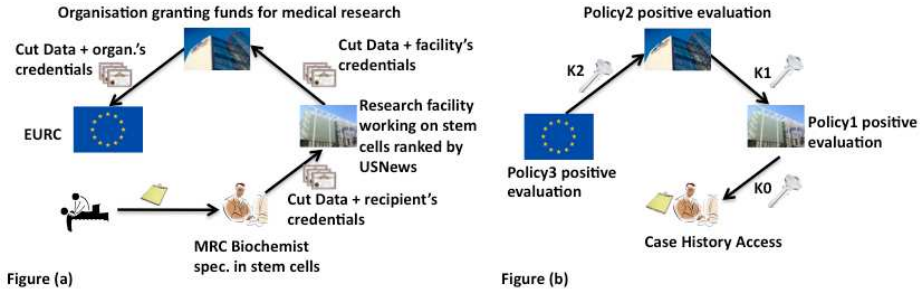 Organisation granting funds for medical research
Cut Data + organ.'s
credentials
Cut Data + facility's
credentials
EURC
Research facility
working on stem
cells ranked by
USNews
Cut Data + recipient's
credentials
MRC Biochemist
spec. in stem cells
Figure (a)
Policy2 positive evaluation
K2
K1
Policy1 positive
evaluation
Policy3 positive
evaluation
K0
Case History Access
Figure (b)